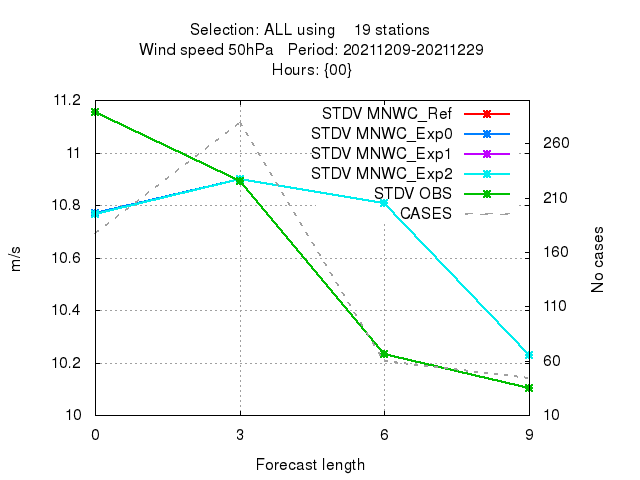 Selection: ALL using 19 stations
Wind speed 50hPa Period: 20211209-20211229
Hours: {00}
11.2
11
10.8
10.6
10.4
10.2
10
m/s
STDV MNWC_Ref
STDV MNWC_Exp0
STDV MNWC_Exp1
STDV MNWC_Exp2
STDV OBS
CASES
260
210
160
110
60
10
No cases
0 3 6 9
Forecast length